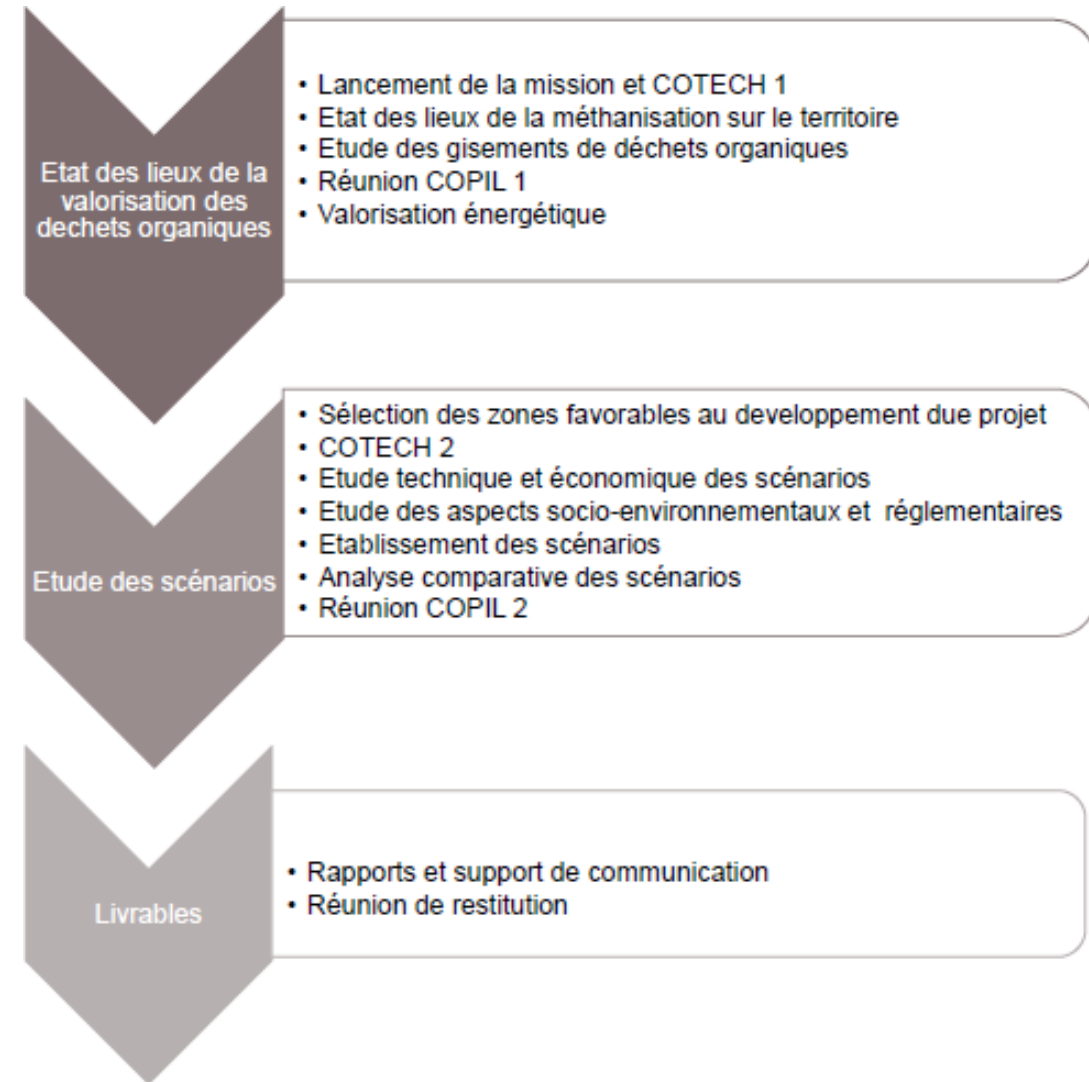 Etat des lieux de la
valorisation des
dechets organiques
• Lancement de la mission et COTECH 1
• Etat des lieux de la méthanisation sur le territoire
• Etude des gisements de déchets organiques
• Réunion COPIL 1
• Valorisation énergétique
Etude des scénarios
• Sélection des zones favorables au developpement due projet
• COTECH 2
• Etude technique et économique des scénarios
• Etude des aspects socio-environnementaux et réglementaires
• Etablissement des scénarios
• Analyse comparative des scénarios
• Réunion COPIL 2
Livrables
• Rapports et support de communication
• Réunion de restitution